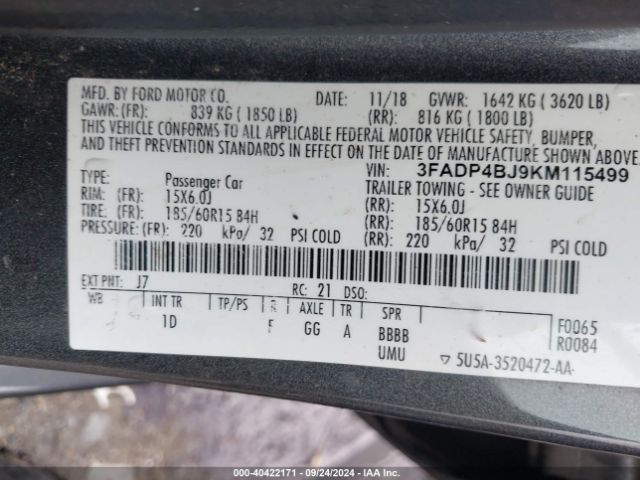 MFD. BY FORD MOTOR CO. DATE: 11/18 GVWR: 1642 KG ( 3620 LB)
GAWR:(FR): 839 KG ( 1850 LB) (RR): 816 KG ( 1800 LB)
THIS VEHICLE CONFORMS TO ALL APPLICABLE FEDERAL MOTOR VEHICLE SAFETY, BUMPER,
AND THEFT PREVENTION STANDARDS IN EFFECT ON THE DATE OF MANUFACTURE SHOWN ABOVE.
VIN: 3FADP4BJ9KM115499
TYPE: Passenger Car TRAILER TOWING - SEE OWNER GUIDE
RIM: (FR): 15X6.0J (RR): 15X6.0J
TIRE: (FR): 185/60R15 84H (RR): 185/60R15 84H
PRESSURE: (FR): 220 kPa/ 32 PSI COLD (RR): 220 kPa/ 32 PSI COLD
EXT PNT: J7 RC: 21 DSO:
WB INT TR TP/PS R AXLE TR SPR F0065
1D F GG A BBBB R0084
UMU 5U5A-3520472-AA
000-40422171 - 09/24/2024 - IAA Inc.